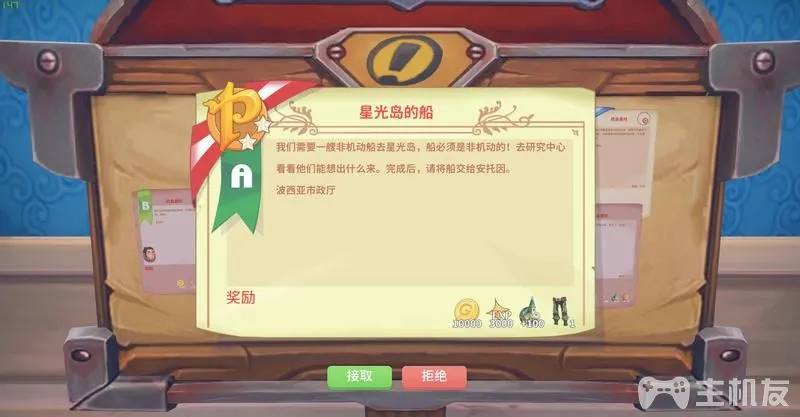 147
星光岛的船
A
我们需要一艘非机动船去星光岛，船必须是非机动的！去研究中心
看看他们能想出什么来。完成后，请将船交给安托因。
波西亚市政厅
B
奖励
G
EXP
10000
3000
+100
1
接取
拒绝
主机友